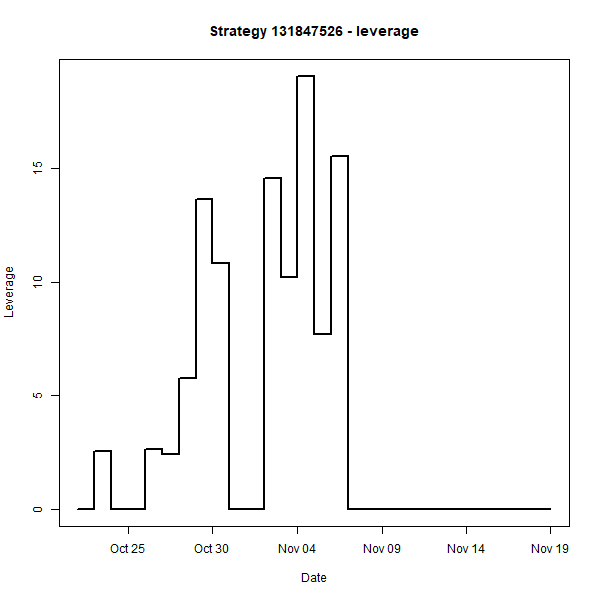 Strategy 131847526 - leverage
Leverage
15
10
5
0
Oct 25 Oct 30 Nov 04 Nov 09 Nov 14 Nov 19
Date